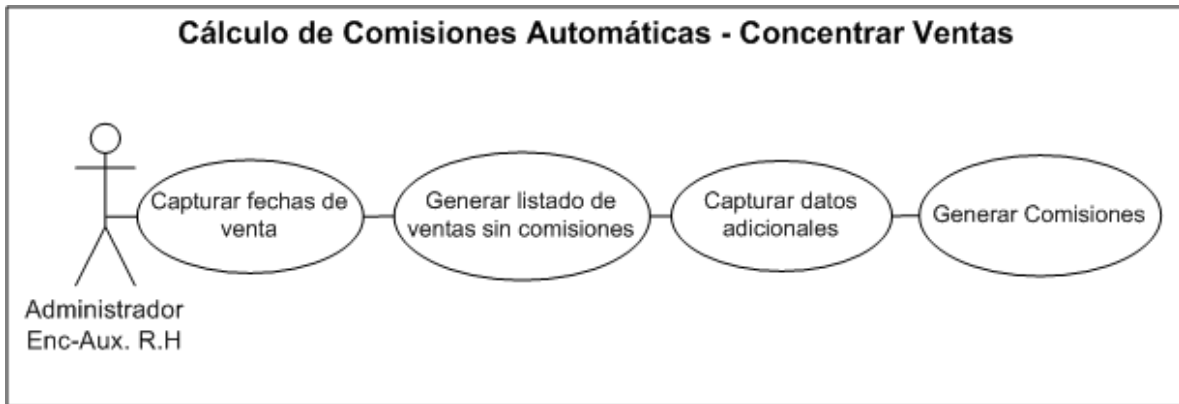 Cálculo de Comisiones Automáticas - Concentrar Ventas
Capturar fechas de
venta
Generar listado de
ventas sin comisiones
Capturar datos
adicionales
Generar Comisiones
Administrador
Enc-Aux. R.H